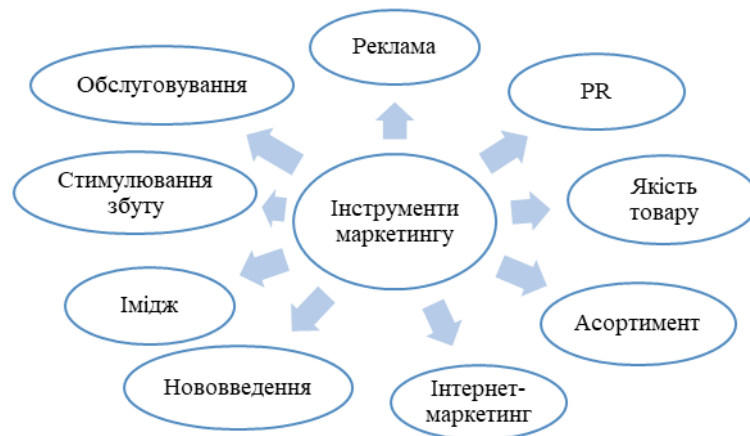 Реклама
PR
Якість
товару
Асортимент
Інтернет-
маркетинг
Нововведення
Імідж
Стимулювання
збуту
Обслуговування
Інструменти
маркетингу